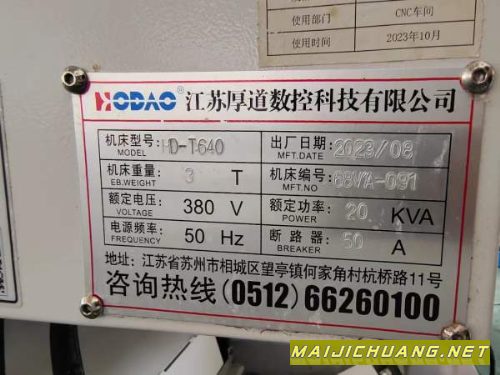 使用部门 CNC车间
使用时间 2023年10月
HODAO® 江苏厚道数控科技有限公司
机床型号: HD-T640 出厂日期: 2023/08
MODEL MFT.DATE
机床重量: 3 T 机床编号: 68V1A-091
EB.WEIGHT MFT.NO
额定电压: 380 V 额定功率: 20 KVA
VOLTAGE POWER
电源频率: 50 Hz 断路器: 50 A
FREQUENCY BREAKER
地址:江苏省苏州市相城区望亭镇何家角村杭桥路11号
咨询热线(0512)66260100
MAIJICHUANG.NET